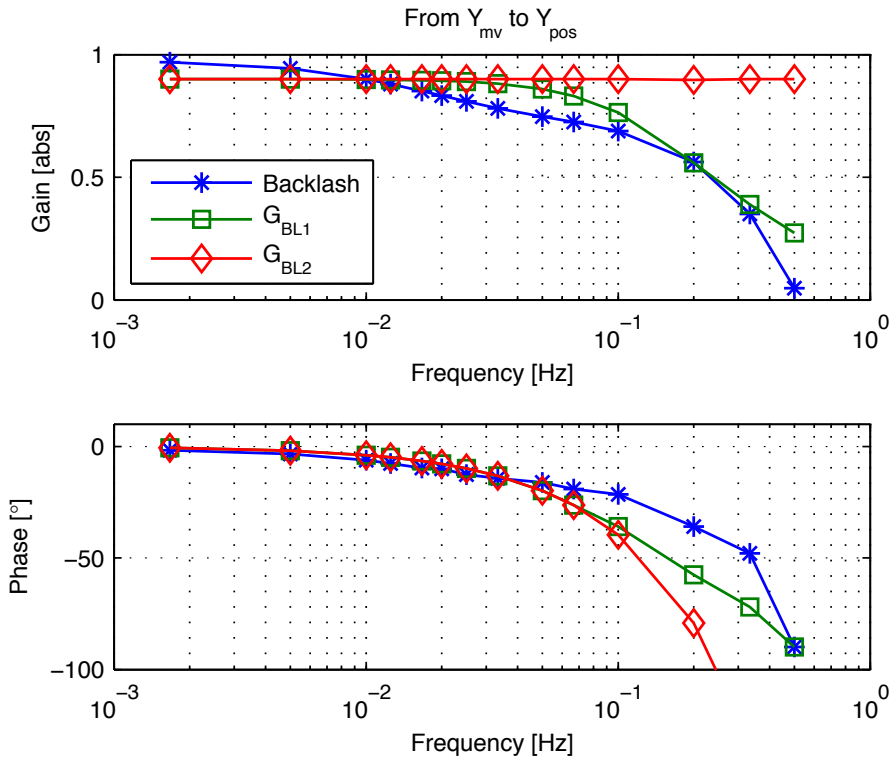 From Y_mv to Y_pos
1
0.5
0
Gain [abs]
Backlash
G_BL1
G_BL2
10^−3
10^−2
10^−1
10^0
Frequency [Hz]
0
−50
−100
Phase [°]
10^−3
10^−2
10^−1
10^0
Frequency [Hz]